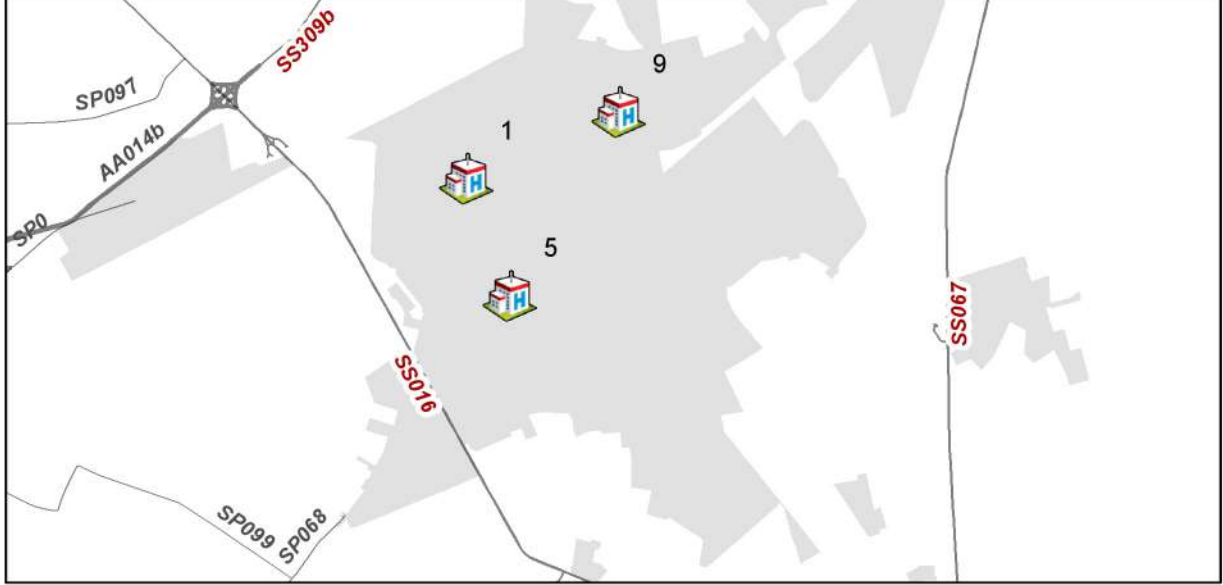 SS309b
9
SP097
1
AA014b
SP0
5
SS067
SS016
SP099
SP068
H
H
H